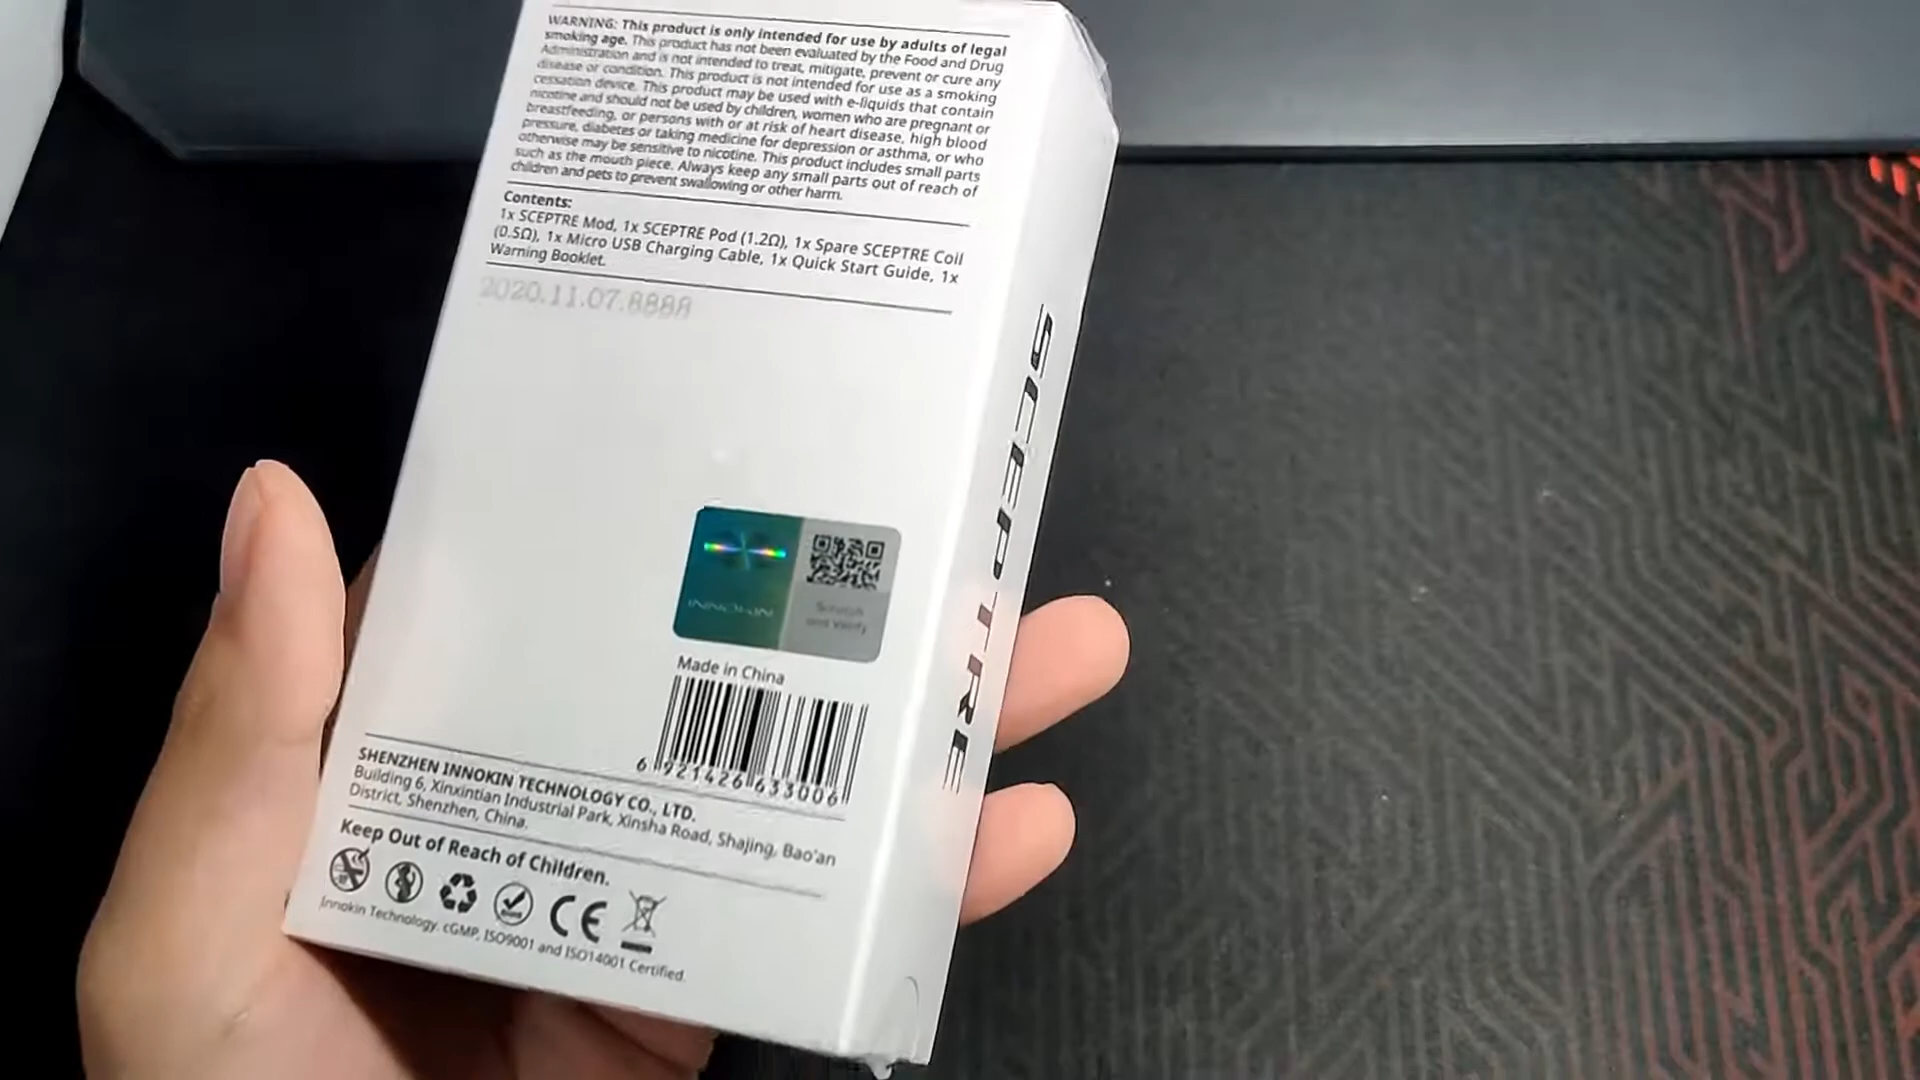 WARNING: This product is only intended for use by adults of legal
smoking age. This product has not been evaluated by the Food and Drug
Administration and is not intended to treat, mitigate, prevent or cure any
disease or condition. This product is not intended for use as a smoking
cessation device. This product may be used with e-liquids that contain
nicotine and should not be used by children, women who are pregnant or
breastfeeding, or persons with or at risk of heart disease, high blood
pressure, diabetes or taking medicine for depression or asthma, or who
otherwise may be sensitive to nicotine. This product includes small parts
such as the mouth piece. Always keep any small parts out of reach of
children and pets to prevent swallowing or other harm.
Contents:
1x SCEPTRE Mod, 1x SCEPTRE Pod (1.2Ω), 1x Spare SCEPTRE Coil
(0.5Ω), 1x Micro USB Charging Cable, 1x Quick Start Guide, 1x
Warning Booklet.
2020.11.07.8888
SCEPTRE
INNOKIN
Scratch
and Verify
Made in China
6 921426 633006
SHENZHEN INNOKIN TECHNOLOGY CO., LTD.
Building 6, Xinxintian Industrial Park, Xinsha Road, Shajing, Bao'an
District, Shenzhen, China.
Keep Out of Reach of Children.
CE
Innokin Technology. cGMP, ISO9001 and ISO14001 Certified.